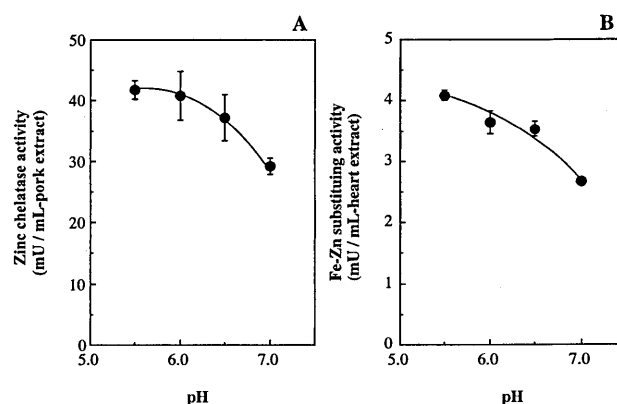 A
50
40
30
20
10
0
5.0 6.0 7.0
pH
Zinc chelatase activity
(mU / mL-pork extract)
B
5
4
3
2
1
0
5.0 6.0 7.0
pH
Fe-Zn substituing activity
(mU / mL-heart extract)